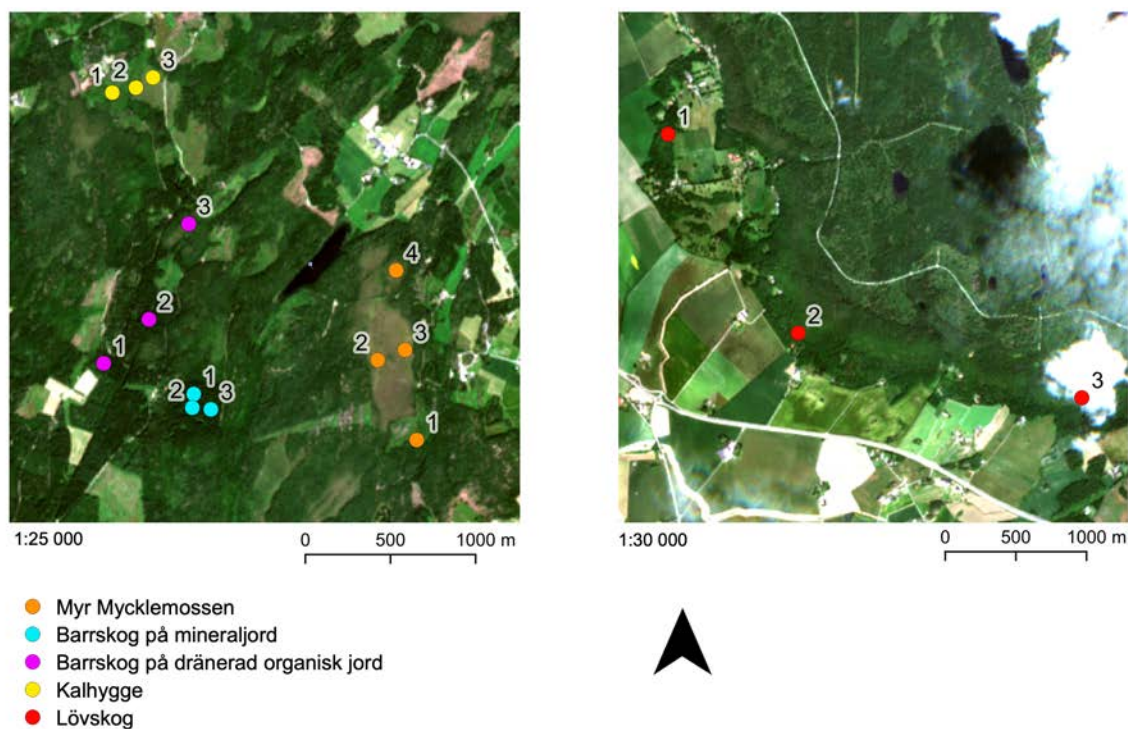 1 2 3
3
4
2
3
1
2
1
2 3
1
1
2
3
1:25 000
0 500 1000 m
1:30 000
0 500 1000 m
Myr Mycklemossen
Barrskog på mineraljord
Barrskog på dränerad organisk jord
Kalhygge
Lövskog